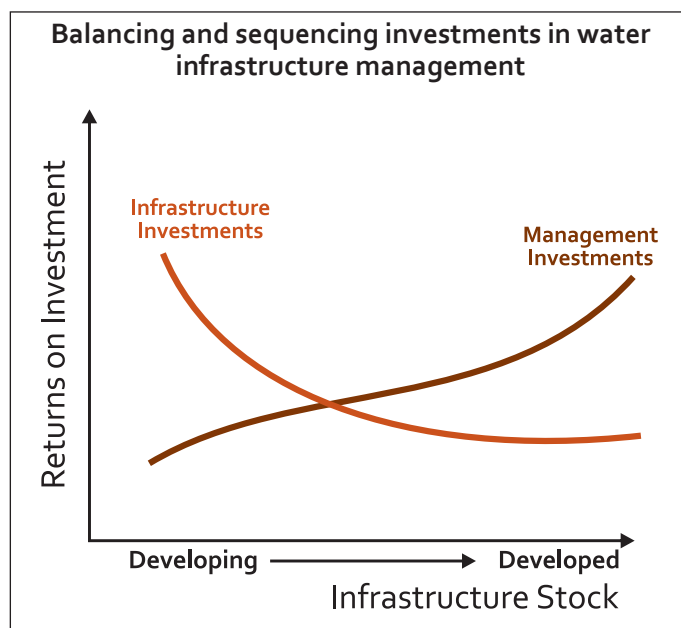 Balancing and sequencing investments in water
infrastructure management
Returns on Investment
Infrastructure
Investments
Management
Investments
Developing
Developed
Infrastructure Stock